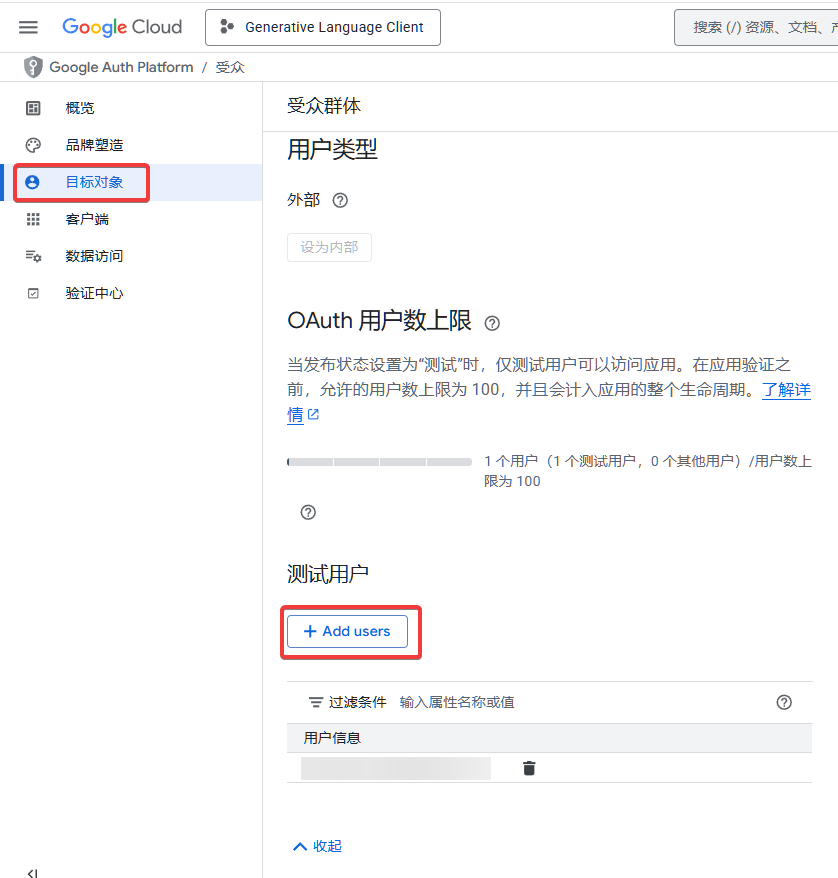 Google Cloud
Generative Language Client
搜索 (/) 资源、文档、
Google Auth Platform / 受众
概览
品牌塑造
目标对象
客户端
数据访问
验证中心
受众群体
用户类型
外部
设为内部
OAuth 用户数上限
当发布状态设置为“测试”时，仅测试用户可以访问应用。在应用验证之
前，允许的用户数上限为 100，并且会计入应用的整个生命周期。了解详
情
1 个用户（1 个测试用户，0 个其他用户）/用户数上
限为 100
测试用户
+ Add users
过滤条件 输入属性名称或值
用户信息
收起